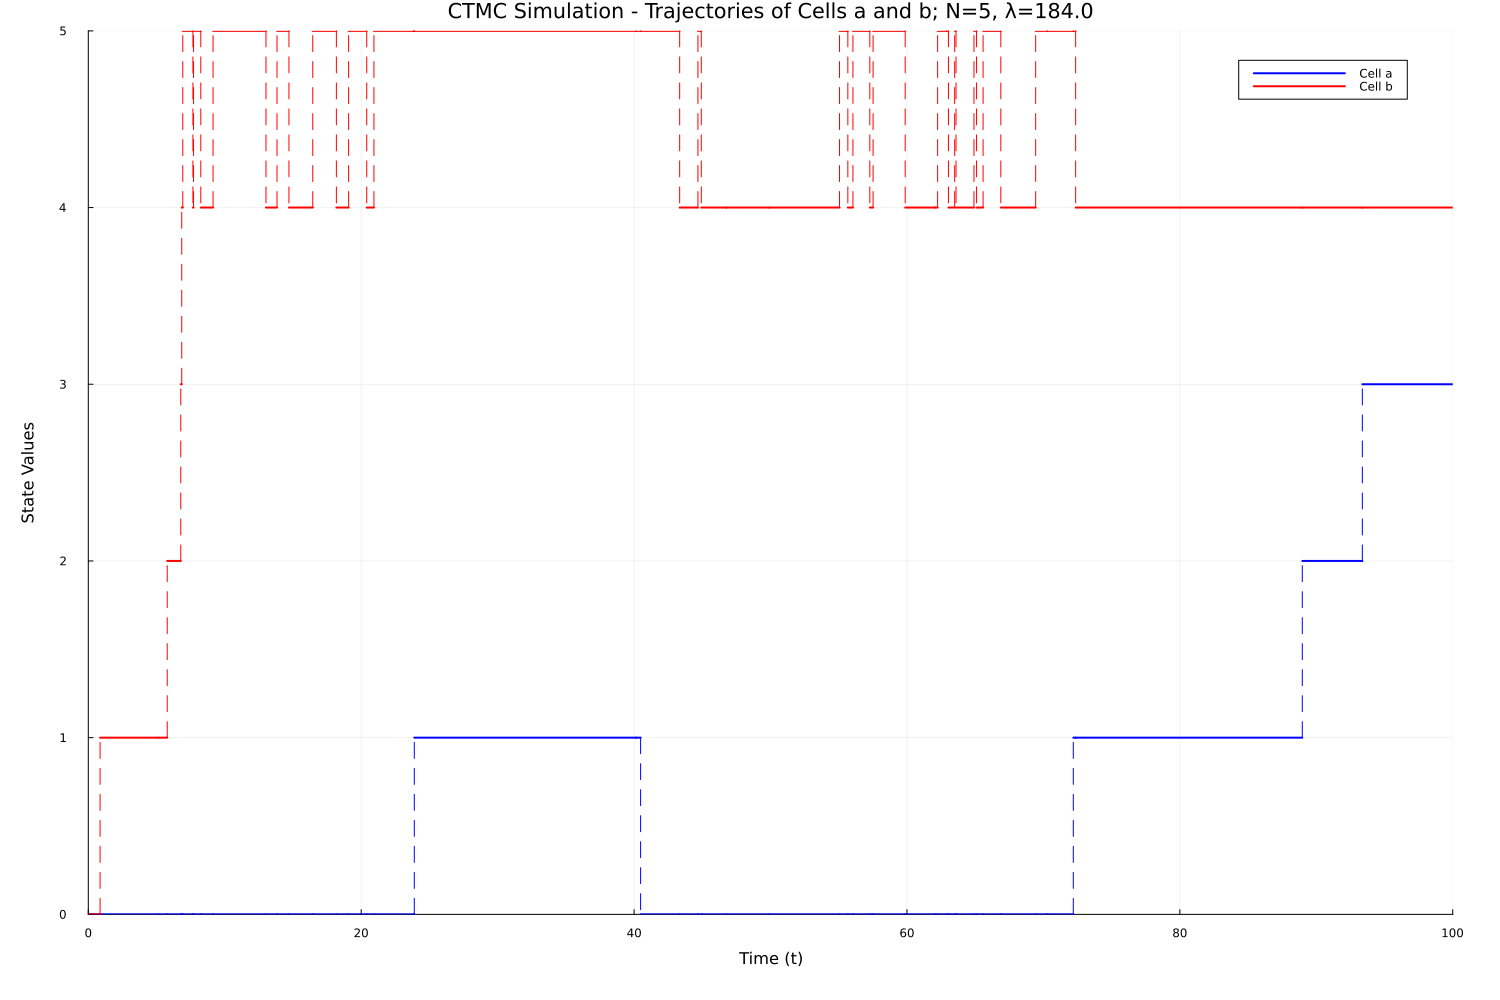 CTMC Simulation - Trajectories of Cells a and b; N=5, λ=184.0
5
4
3
2
1
0
State Values
Cell a
Cell b
0 20 40 60 80 100
Time (t)